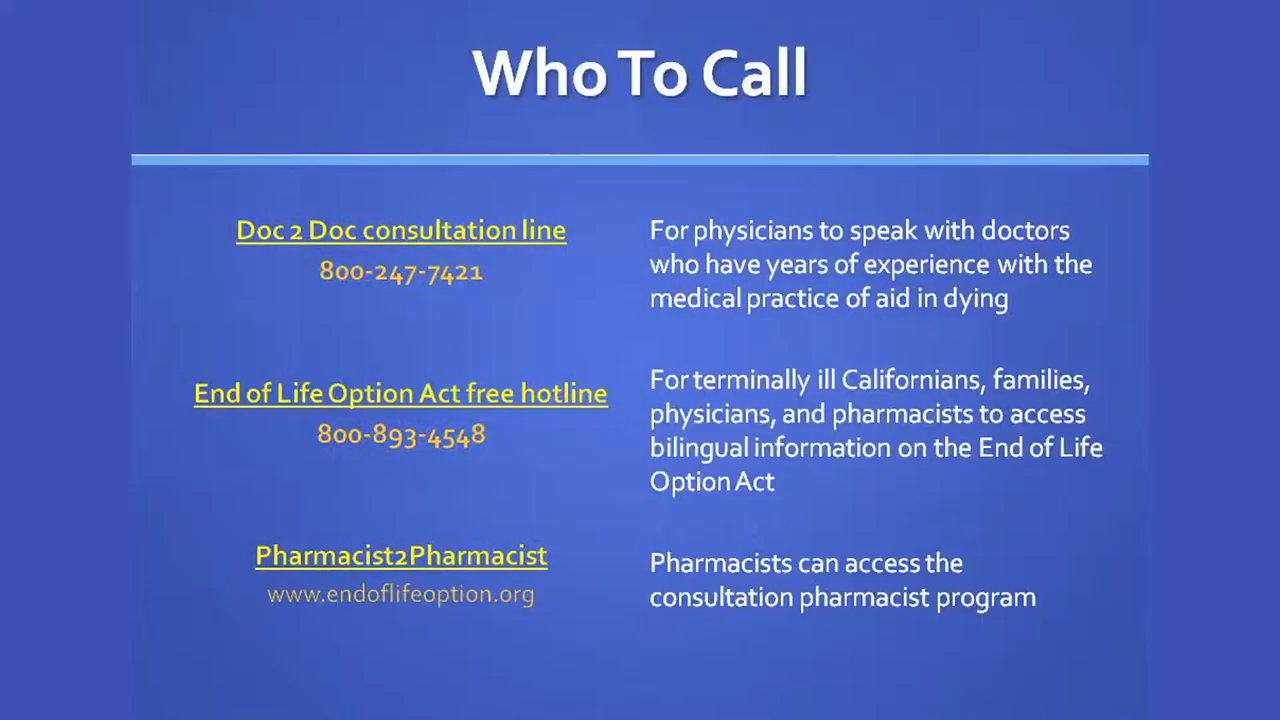 Who To Call
Doc 2 Doc consultation line
800-247-7421
For physicians to speak with doctors
who have years of experience with the
medical practice of aid in dying
End of Life Option Act free hotline
800-893-4548
For terminally ill Californians, families,
physicians, and pharmacists to access
bilingual information on the End of Life
Option Act
Pharmacist2Pharmacist
www.endoflifeoption.org
Pharmacists can access the
consultation pharmacist program